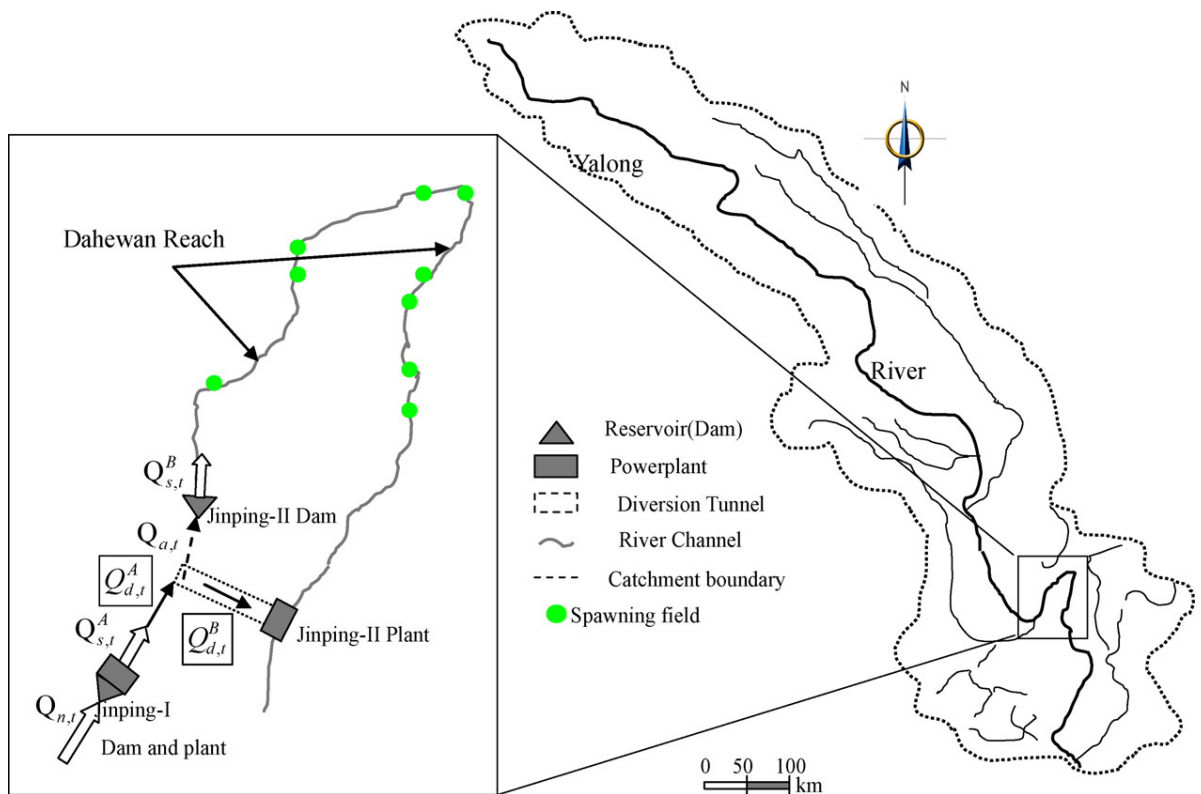 N
Yalong
River
Dahewan Reach
Q^B_{s,t}
Jinping-II Dam
Q_{a,t}
Q^A_{d,t}
Q^A_{s,t}
Q^B_{d,t}
Jinping-II Plant
Q_{n,t}
Jinping-I
Dam and plant
Reservoir(Dam)
Powerplant
Diversion Tunnel
River Channel
Catchment boundary
Spawning field
0 50 100
km